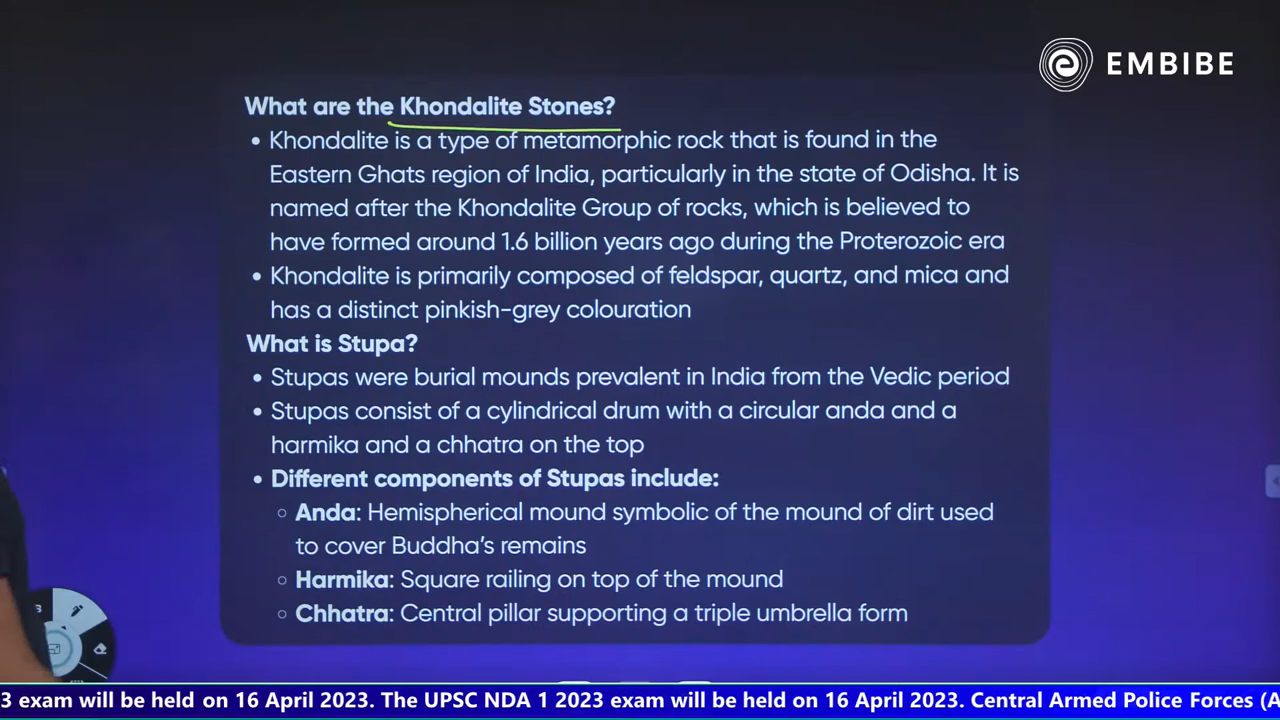 EMBIBE
What are the Khondalite Stones?
• Khondalite is a type of metamorphic rock that is found in the
Eastern Ghats region of India, particularly in the state of Odisha. It is
named after the Khondalite Group of rocks, which is believed to
have formed around 1.6 billion years ago during the Proterozoic era
• Khondalite is primarily composed of feldspar, quartz, and mica and
has a distinct pinkish-grey colouration
What is Stupa?
• Stupas were burial mounds prevalent in India from the Vedic period
• Stupas consist of a cylindrical drum with a circular anda and a
harmika and a chhatra on the top
• Different components of Stupas include:
○ Anda: Hemispherical mound symbolic of the mound of dirt used
to cover Buddha's remains
○ Harmika: Square railing on top of the mound
○ Chhatra: Central pillar supporting a triple umbrella form
3
3 exam will be held on 16 April 2023. The UPSC NDA 1 2023 exam will be held on 16 April 2023. Central Armed Police Forces (A